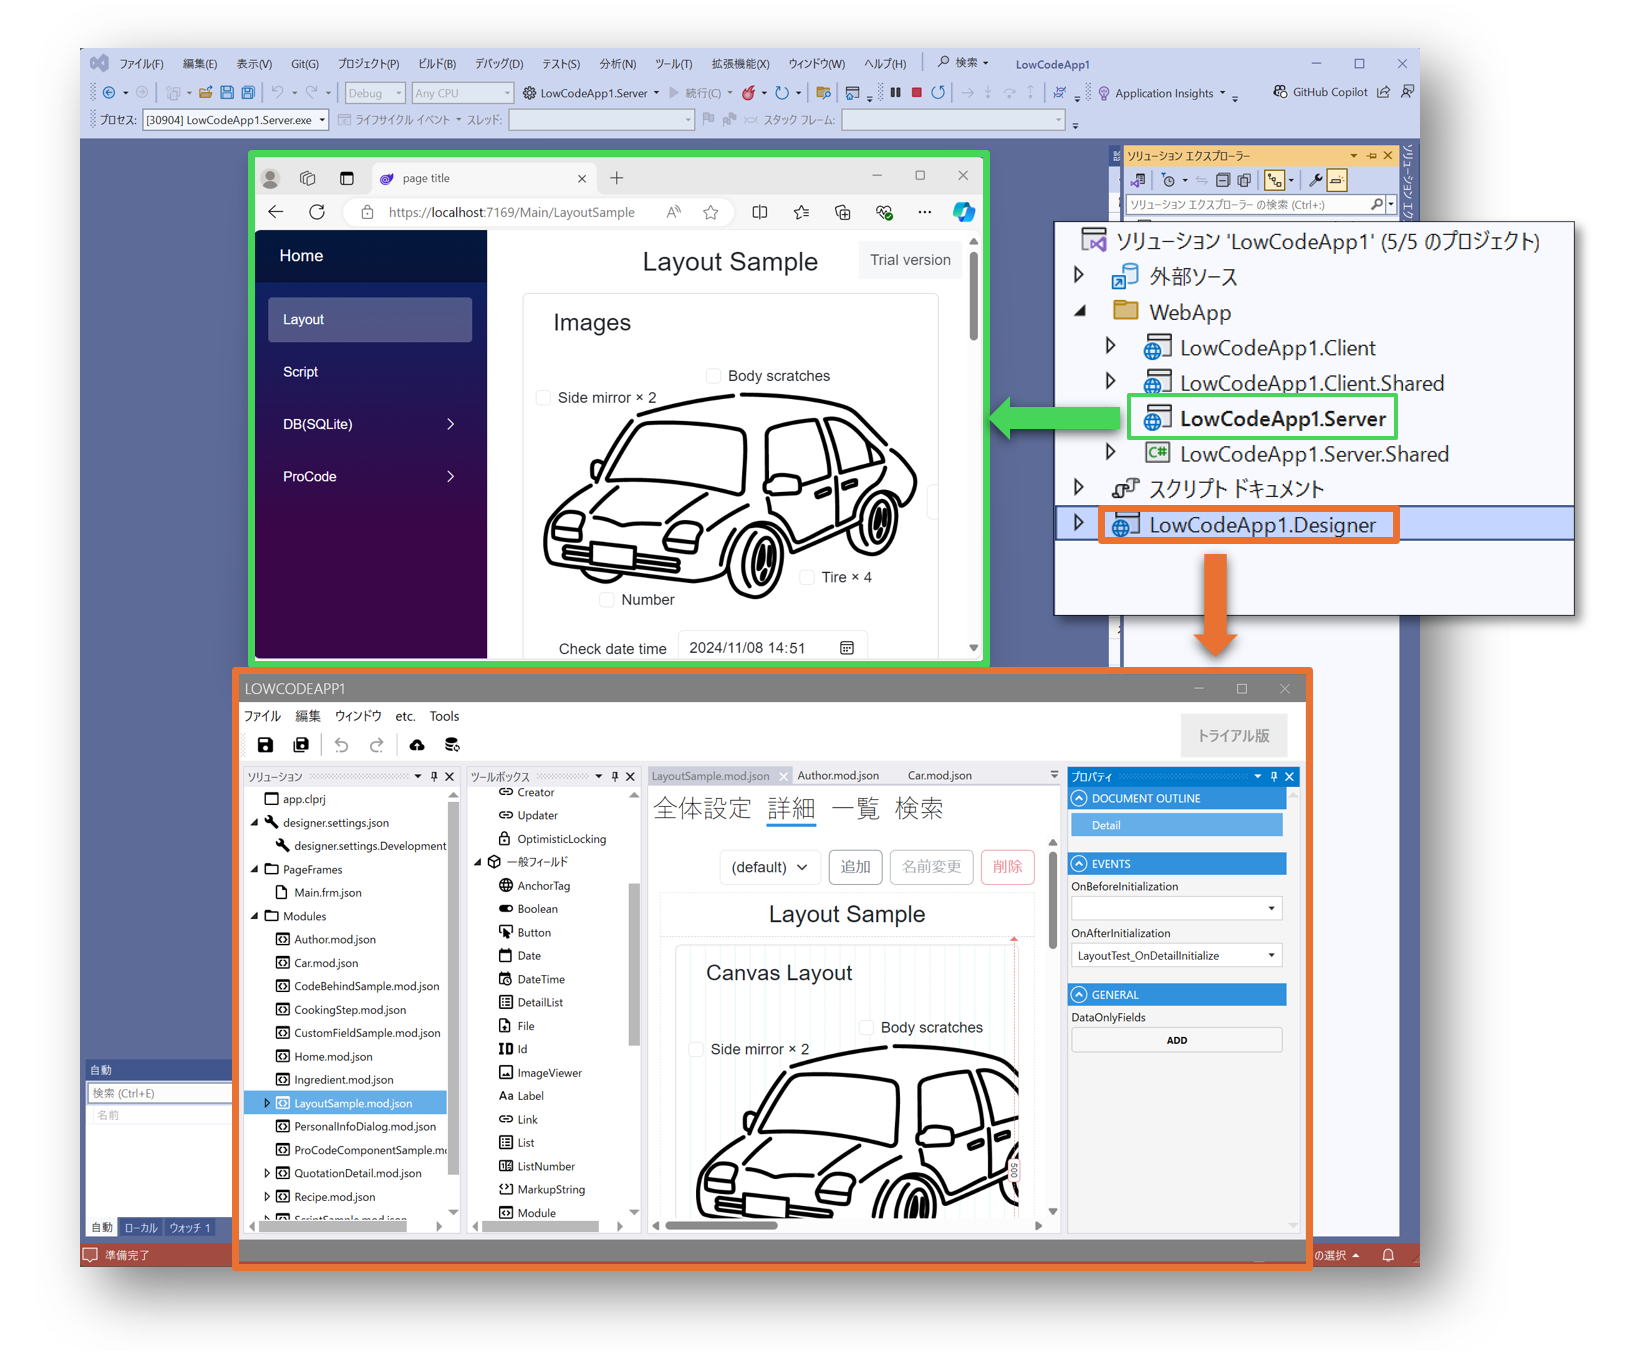 ファイル(F) 編集(E) 表示(V) Git(G) プロジェクト(P) ビルド(B) デバッグ(D) テスト(S) 分析(N) ツール(T) 拡張機能(X) ウィンドウ(W) ヘルプ(H) 検索 LowCodeApp1
Debug Any CPU LowCodeApp1.Server 続行(C) Application Insights GitHub Copilot
プロセス: [30904] LowCodeApp1.Server.exe ライフサイクル イベント スレッド: スタック フレーム:
page title
https://localhost:7169/Main/LayoutSample
Home
Layout
Script
DB(SQLite)
ProCode
Layout Sample
Trial version
Images
Body scratches
Side mirror × 2
Tire × 4
Number
Check date time 2024/11/08 14:51
ソリューション エクスプローラー
ソリューション エクスプローラー の検索 (Ctrl+:)
ソリューション 'LowCodeApp1' (5/5 のプロジェクト)
外部ソース
WebApp
LowCodeApp1.Client
LowCodeApp1.Client.Shared
LowCodeApp1.Server
LowCodeApp1.Server.Shared
スクリプト ドキュメント
LowCodeApp1.Designer
LOWCODEAPP1
ファイル 編集 ウィンドウ etc. Tools
トライアル版
ソリューション
app.clprj
designer.settings.json
designer.settings.Development
PageFrames
Main.frm.json
Modules
Author.mod.json
Car.mod.json
CodeBehindSample.mod.json
CookingStep.mod.json
CustomFieldSample.mod.json
Home.mod.json
Ingredient.mod.json
LayoutSample.mod.json
PersonalInfoDialog.mod.json
ProCodeComponentSample.m
QuotationDetail.mod.json
Recipe.mod.json
ScriptSample.mod.json
ツールボックス
Creator
Updater
OptimisticLocking
一般フィールド
AnchorTag
Boolean
Button
Date
DateTime
DetailList
File
Id
ImageViewer
Label
Link
List
ListNumber
MarkupString
Module
LayoutSample.mod.json Author.mod.json Car.mod.json
全体設定 詳細 一覧 検索
(default) 追加 名前変更 削除
Layout Sample
Canvas Layout
Body scratches
Side mirror × 2
500
プロパティ
DOCUMENT OUTLINE
Detail
EVENTS
OnBeforeInitialization
OnAfterInitialization
LayoutTest_OnDetailInitialize
GENERAL
DataOnlyFields
ADD
自動
検索 (Ctrl+E)
名前
自動 ローカル ウォッチ 1
準備完了
の選択